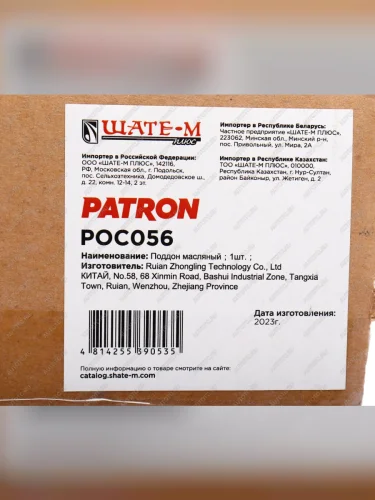 ШАТЕ-М
ПЛЮС
Импортер в Российской Федерации:
ООО «ШАТЕ-М ПЛЮС», 142116,
РФ, Московская обл., г. Подольск,
пос. Сельхозтехника, Домодедовское ш.,
д. 22, комн. 12-14, 2 эт.
Импортер в Республике Беларусь:
Частное предприятие «ШАТЕ-М ПЛЮС»,
223062, Минская обл., Минский р-н,
пос. Привольный, ул. Мира, 2А
Импортер в Республике Казахстан:
ТОО «ШАТЕ-М ПЛЮС», 010000,
Республика Казахстан, г. Нур-Султан,
район Байконыр, ул. Жетиген, д. 2
PATRON
POC056
Наименование: Поддон масляный ; 1шт. ;
Изготовитель: Ruian Zhongling Technology Co., Ltd
КИТАЙ, No.58, 68 Xinmin Road, Bashui Industrial Zone, Tangxia
Town, Ruian, Wenzhou, Zhejiang Province
Дата изготовления:
2023г.
4 814255 390535
Полную информацию о товаре смотрите на сайте:
catalog.shate-m.com